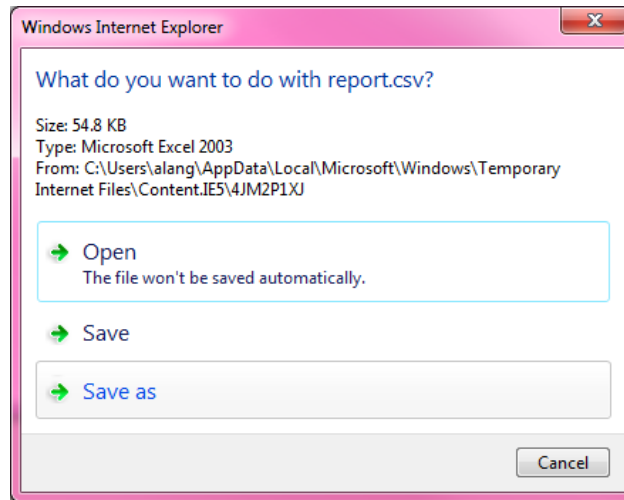 Windows Internet Explorer
What do you want to do with report.csv?
Size: 54.8 KB
Type: Microsoft Excel 2003
From: C:\Users\alang\AppData\Local\Microsoft\Windows\Temporary
Internet Files\Content.IE5\4JM2P1XJ
Open
The file won't be saved automatically.
Save
Save as
Cancel